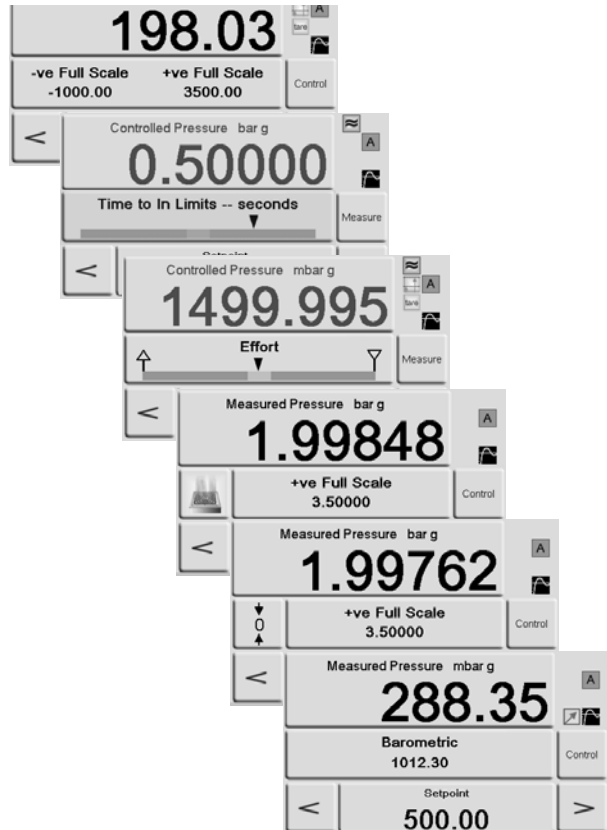 198.03
A
tare
-ve Full Scale +ve Full Scale
-1000.00 3500.00
Control
<
Controlled Pressure bar g
A
0.50000
Time to In Limits -- seconds
Measure
<
Setpoint
Controlled Pressure mbar g
A
tare
1499.995
Effort
Measure
<
Measured Pressure bar g
A
1.99848
+ve Full Scale
3.50000
Control
<
Measured Pressure bar g
A
1.99762
0
+ve Full Scale
3.50000
Control
<
Measured Pressure mbar g
A
288.35
Barometric
1012.30
Control
Setpoint
< 500.00 >